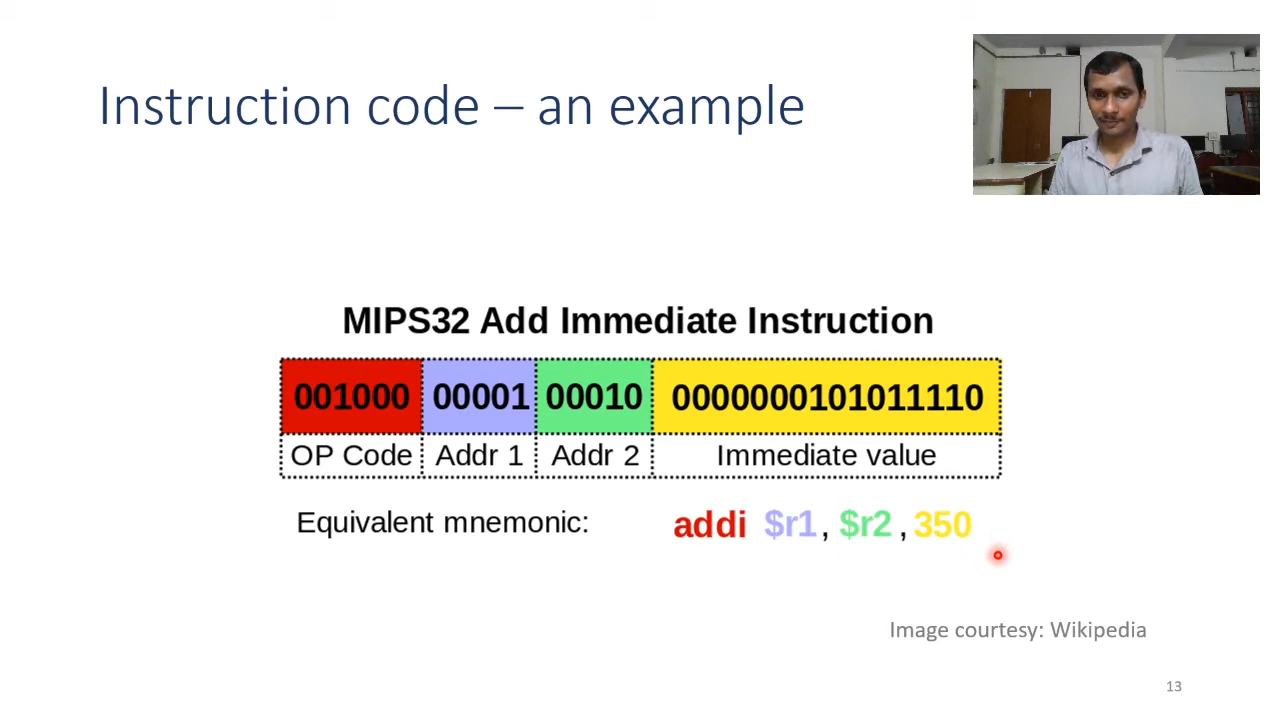 Instruction code – an example
MIPS32 Add Immediate Instruction
001000 00001 00010 0000000101011110
OP Code Addr 1 Addr 2 Immediate value
Equivalent mnemonic: addi $r1, $r2, 350
Image courtesy: Wikipedia
13